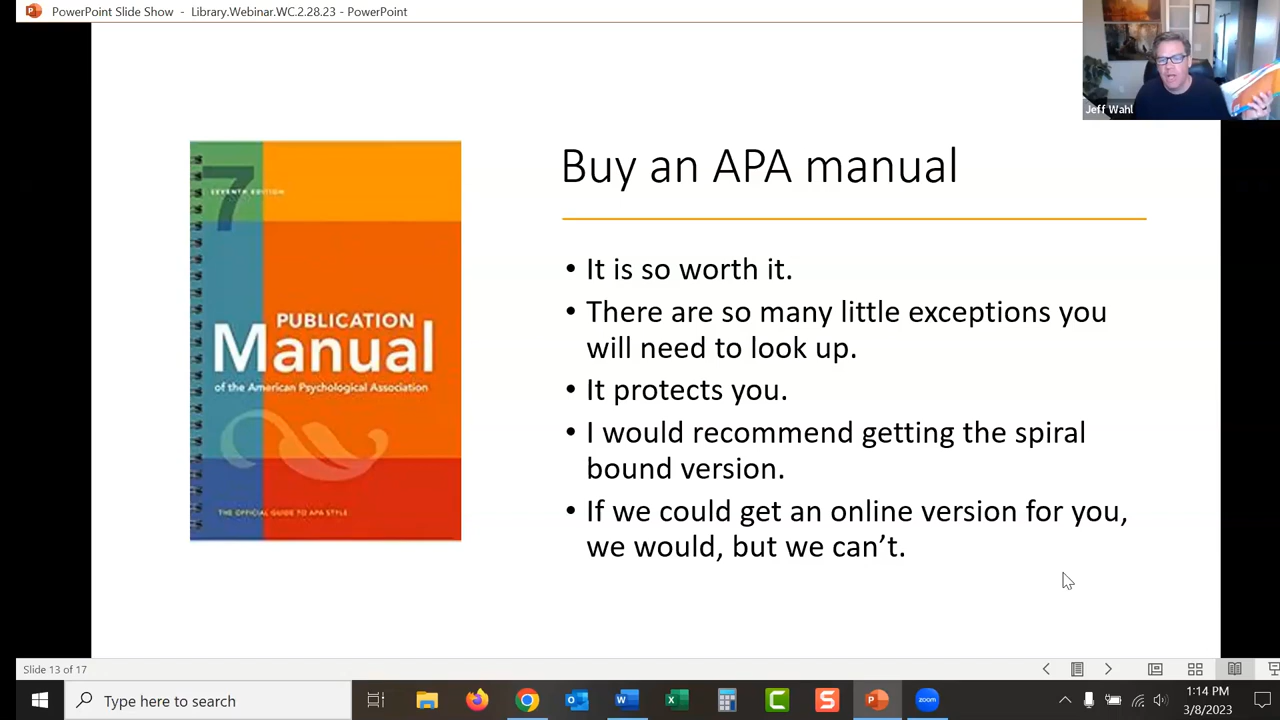 PowerPoint Slide Show - Library.Webinar.WC.2.28.23 - PowerPoint
Jeff Wahl
7
SEVENTH EDITION
PUBLICATION
Manual
of the American Psychological Association
THE OFFICIAL GUIDE TO APA STYLE
Buy an APA manual
• It is so worth it.
• There are so many little exceptions you
will need to look up.
• It protects you.
• I would recommend getting the spiral
bound version.
• If we could get an online version for you,
we would, but we can’t.
Slide 13 of 17
Type here to search
zoom
1:14 PM
3/8/2023